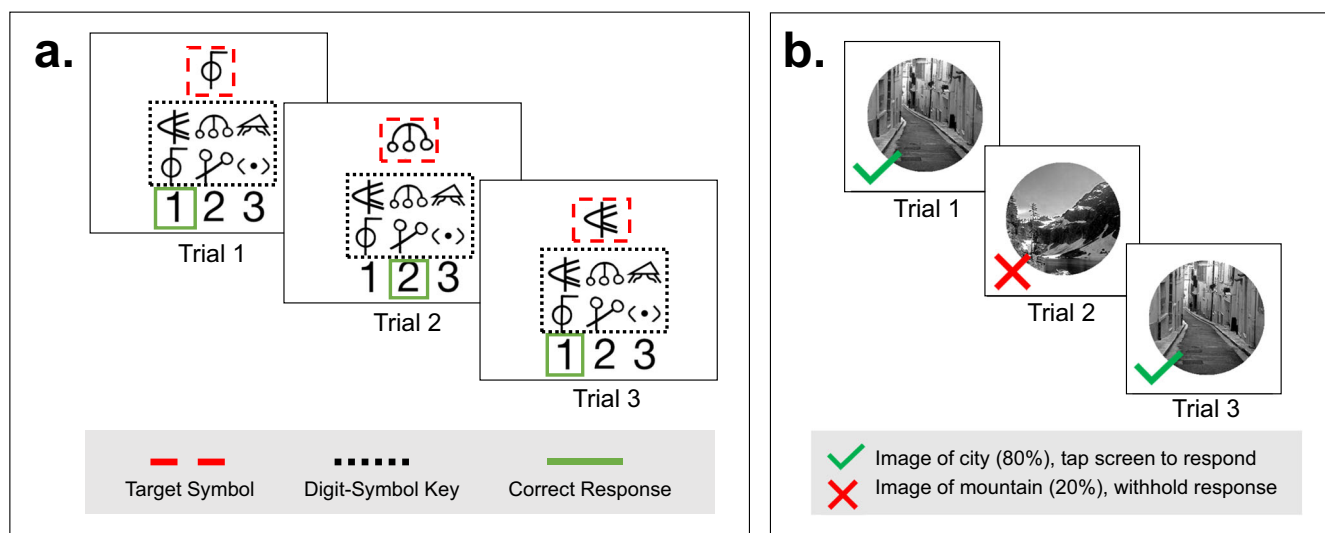 a.
1 2 3
Trial 1
1 2 3
Trial 2
1 2 3
Trial 3
Target Symbol
Digit-Symbol Key
Correct Response
b.
Trial 1
Trial 2
Trial 3
Image of city (80%), tap screen to respond
Image of mountain (20%), withhold response